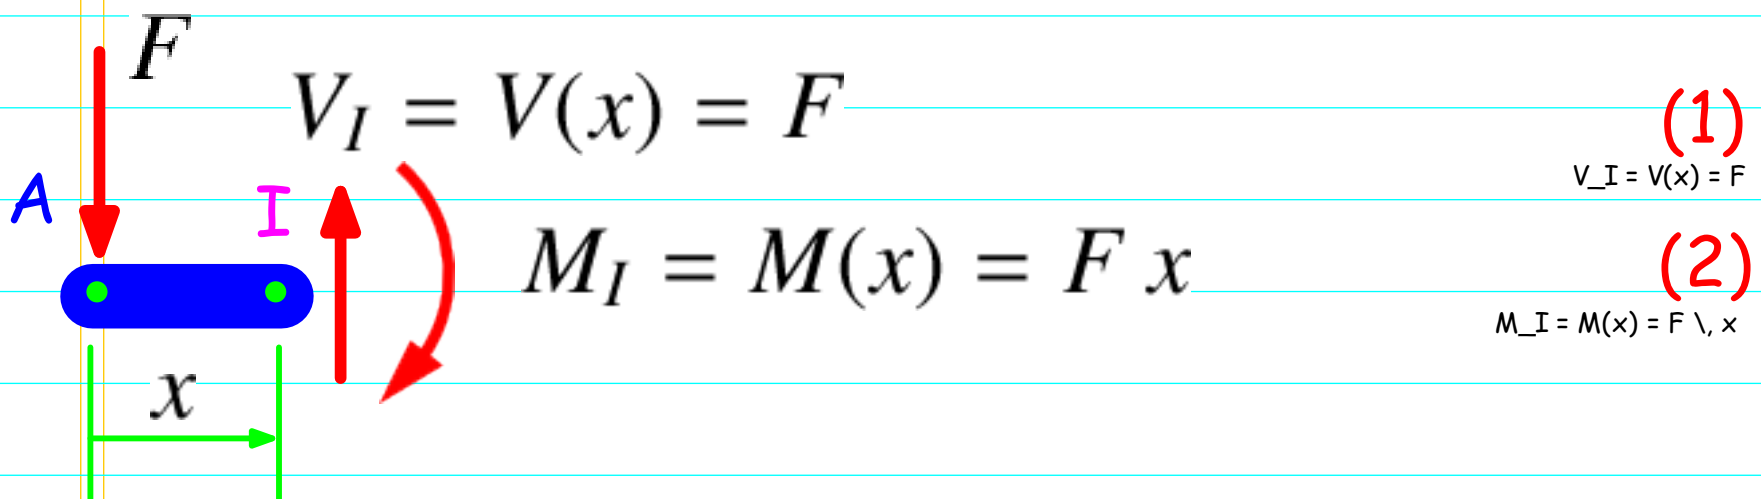 F
V_I = V(x) = F
(1)
V_I = V(x) = F
A
I
M_I = M(x) = F x
(2)
M_I = M(x) = F \, x
x